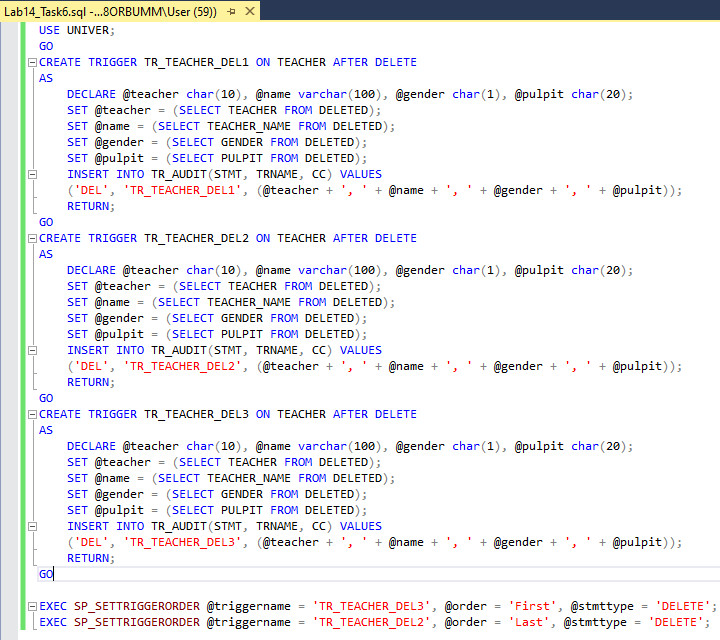 Lab14_Task6.sql -...8ORBUMM\User (59))
USE UNIVER;
GO
CREATE TRIGGER TR_TEACHER_DEL1 ON TEACHER AFTER DELETE
AS
DECLARE @teacher char(10), @name varchar(100), @gender char(1), @pulpit char(20);
SET @teacher = (SELECT TEACHER FROM DELETED);
SET @name = (SELECT TEACHER_NAME FROM DELETED);
SET @gender = (SELECT GENDER FROM DELETED);
SET @pulpit = (SELECT PULPIT FROM DELETED);
INSERT INTO TR_AUDIT(STMT, TRNAME, CC) VALUES
('DEL', 'TR_TEACHER_DEL1', (@teacher + ', ' + @name + ', ' + @gender + ', ' + @pulpit));
RETURN;
GO
CREATE TRIGGER TR_TEACHER_DEL2 ON TEACHER AFTER DELETE
AS
DECLARE @teacher char(10), @name varchar(100), @gender char(1), @pulpit char(20);
SET @teacher = (SELECT TEACHER FROM DELETED);
SET @name = (SELECT TEACHER_NAME FROM DELETED);
SET @gender = (SELECT GENDER FROM DELETED);
SET @pulpit = (SELECT PULPIT FROM DELETED);
INSERT INTO TR_AUDIT(STMT, TRNAME, CC) VALUES
('DEL', 'TR_TEACHER_DEL2', (@teacher + ', ' + @name + ', ' + @gender + ', ' + @pulpit));
RETURN;
GO
CREATE TRIGGER TR_TEACHER_DEL3 ON TEACHER AFTER DELETE
AS
DECLARE @teacher char(10), @name varchar(100), @gender char(1), @pulpit char(20);
SET @teacher = (SELECT TEACHER FROM DELETED);
SET @name = (SELECT TEACHER_NAME FROM DELETED);
SET @gender = (SELECT GENDER FROM DELETED);
SET @pulpit = (SELECT PULPIT FROM DELETED);
INSERT INTO TR_AUDIT(STMT, TRNAME, CC) VALUES
('DEL', 'TR_TEACHER_DEL3', (@teacher + ', ' + @name + ', ' + @gender + ', ' + @pulpit));
RETURN;
GO
EXEC SP_SETTRIGGERORDER @triggername = 'TR_TEACHER_DEL3', @order = 'First', @stmttype = 'DELETE';
EXEC SP_SETTRIGGERORDER @triggername = 'TR_TEACHER_DEL2', @order = 'Last', @stmttype = 'DELETE';